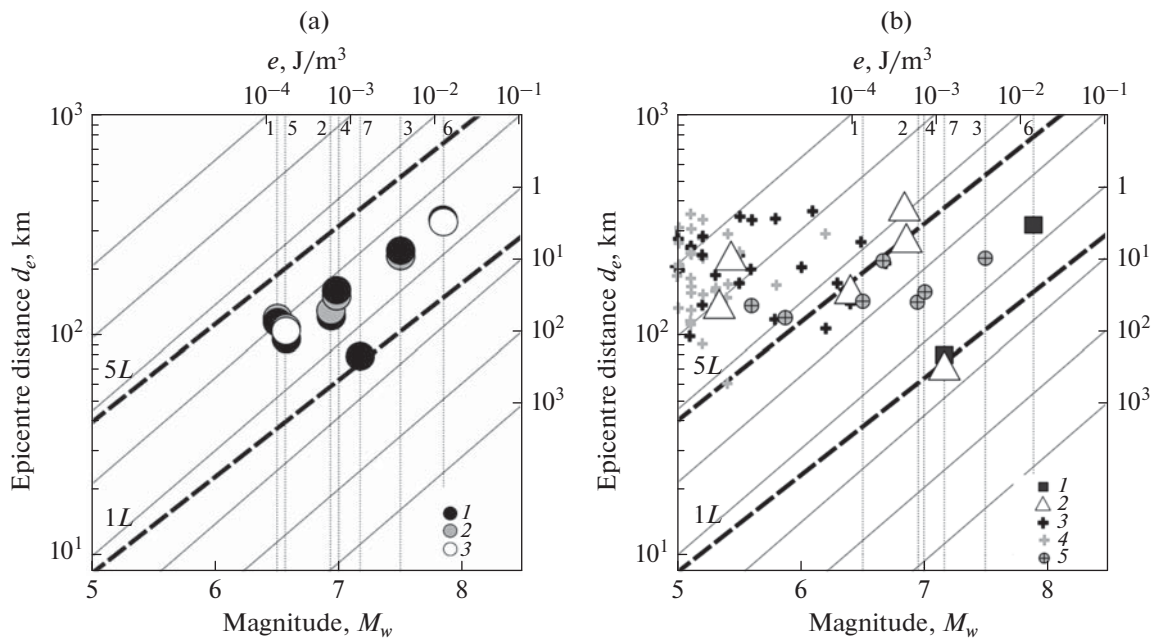 (a)
e, J/m³
10⁻⁴ 10⁻³ 10⁻² 10⁻¹
1 5 2 4 7 3 6
10³
10²
10¹
Epicentre distance dₑ, km
5L
1L
1
10¹
10²
10³
1
2
3
5 6 7 8
Magnitude, M_w
(b)
e, J/m³
10⁻⁴ 10⁻³ 10⁻² 10⁻¹
1 2 4 7 3 6
10³
10²
10¹
Epicentre distance dₑ, km
5L
1L
1
10¹
10²
10³
1
2
3
4
5
5 6 7 8
Magnitude, M_w